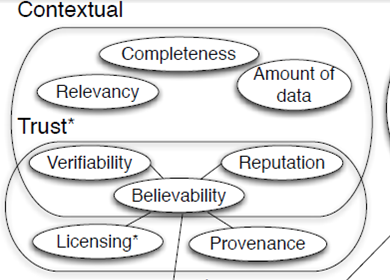 Contextual
Completeness
Amount of
data
Relevancy
Trust*
Verifiability
Reputation
Believability
Licensing*
Provenance